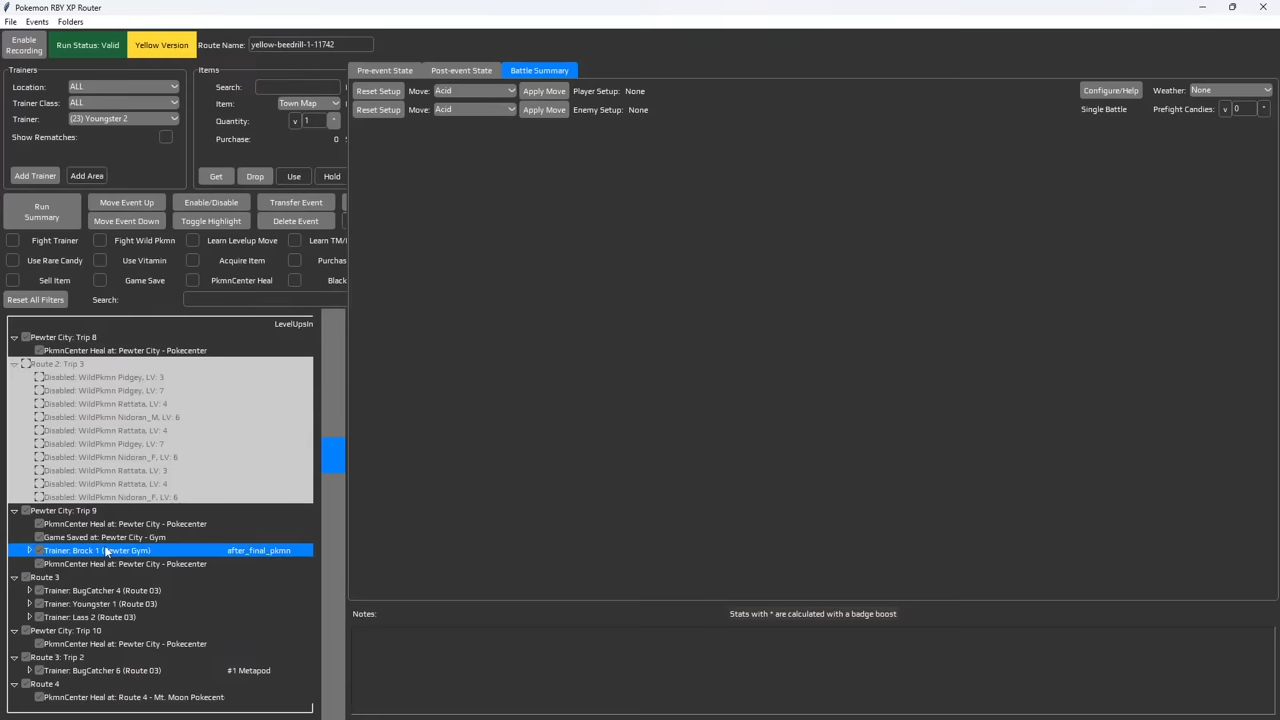 Pokemon RBY XP Router
File Events Folders
Enable Recording
Run Status: Valid
Yellow Version
Route Name: yellow-beedrill-1-11742
Trainers
Location: ALL
Trainer Class: ALL
Trainer: (23) Youngster 2
Show Rematches:
Add Trainer Add Area
Items
Search:
Item: Town Map
Quantity: v 1 ^
Purchase: 0
Get Drop Use Hold
Run Summary
Move Event Up Enable/Disable Transfer Event
Move Event Down Toggle Highlight Delete Event
Fight Trainer Fight Wild Pkmn Learn Levelup Move Learn TM/
Use Rare Candy Use Vitamin Acquire Item Purchas
Sell Item Game Save PkmnCenter Heal Black
Reset All Filters Search:
LevelUpsIn
Pewter City: Trip 8
PkmnCenter Heal at: Pewter City - Pokecenter
Route 2: Trip 3
Disabled: WildPkmn Pidgey, LV: 3
Disabled: WildPkmn Pidgey, LV: 7
Disabled: WildPkmn Rattata, LV: 4
Disabled: WildPkmn Nidoran_M, LV: 6
Disabled: WildPkmn Rattata, LV: 4
Disabled: WildPkmn Pidgey, LV: 7
Disabled: WildPkmn Nidoran_F, LV: 6
Disabled: WildPkmn Rattata, LV: 3
Disabled: WildPkmn Rattata, LV: 4
Disabled: WildPkmn Nidoran_F, LV: 6
Pewter City: Trip 9
PkmnCenter Heal at: Pewter City - Pokecenter
Game Saved at: Pewter City - Gym
Trainer: Brock 1 (Pewter Gym) after_final_pkmn
PkmnCenter Heal at: Pewter City - Pokecenter
Route 3
Trainer: BugCatcher 4 (Route 03)
Trainer: Youngster 1 (Route 03)
Trainer: Lass 2 (Route 03)
Pewter City: Trip 10
PkmnCenter Heal at: Pewter City - Pokecenter
Route 3: Trip 2
Trainer: BugCatcher 6 (Route 03) #1 Metapod
Route 4
PkmnCenter Heal at: Route 4 - Mt. Moon Pokecent
Pre-event State Post-event State Battle Summary
Reset Setup Move: Acid Apply Move Player Setup: None Configure/Help Weather: None
Reset Setup Move: Acid Apply Move Enemy Setup: None Single Battle Prefight Candies: v 0 ^
Notes: Stats with * are calculated with a badge boost